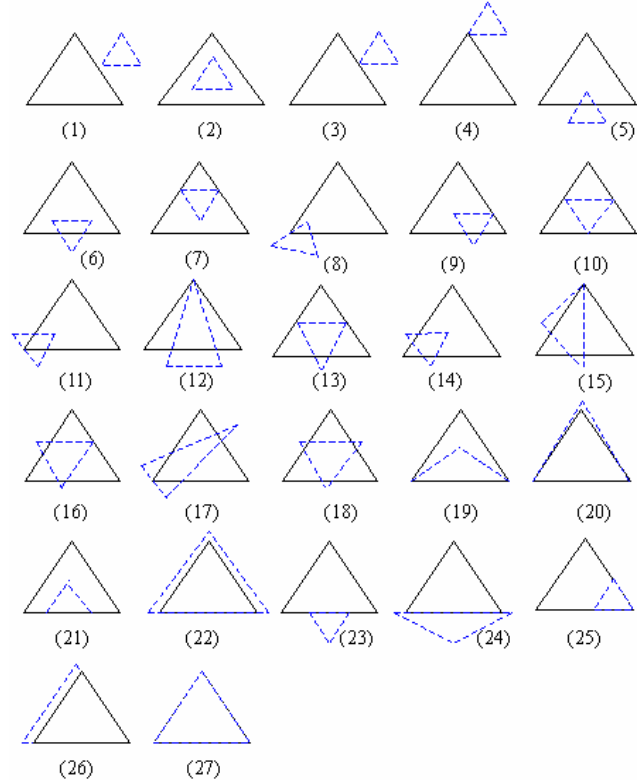 (1) (2) (3) (4) (5)
(6) (7) (8) (9) (10)
(11) (12) (13) (14) (15)
(16) (17) (18) (19) (20)
(21) (22) (23) (24) (25)
(26) (27)